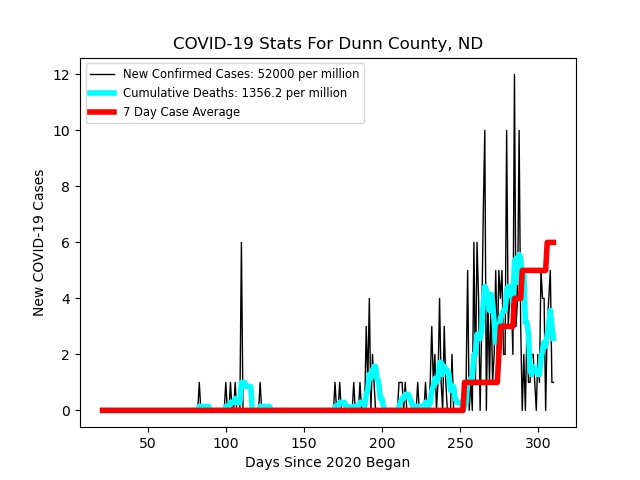 COVID-19 Stats For Dunn County, ND
New Confirmed Cases: 52000 per million
Cumulative Deaths: 1356.2 per million
7 Day Case Average
New COVID-19 Cases
12
10
8
6
4
2
0
50 100 150 200 250 300
Days Since 2020 Began